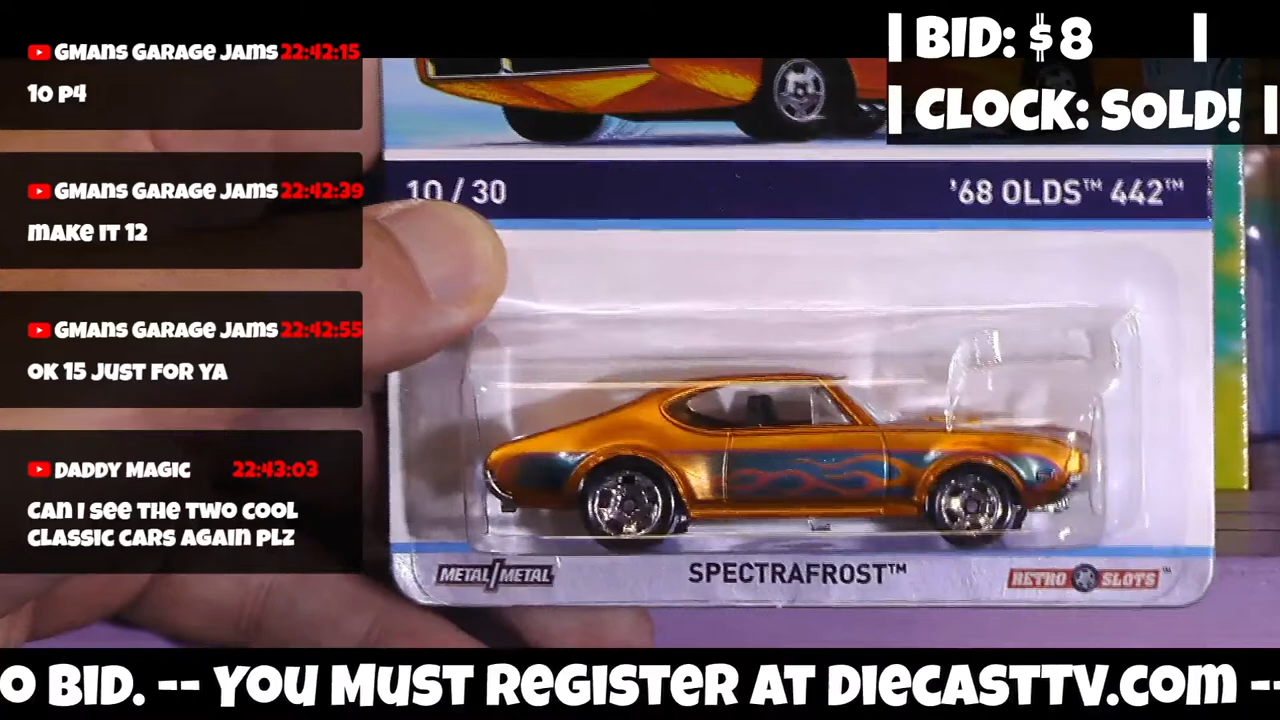 GMans Garage Jams 22:42:15
10 P4
GMans Garage Jams 22:42:39
make it 12
GMans Garage Jams 22:42:55
ok 15 just for ya
Daddy Magic 22:43:03
Can i see the two cool
classic cars again plz
| BID: $8 |
| CLOCK: SOLD! |
10 / 30
'68 OLDS™ 442™
METAL/METAL
SPECTRAFROST™
RETRO SLOTS™
O BID. -- YOU MUST REGISTER AT DIECASTTV.COM --